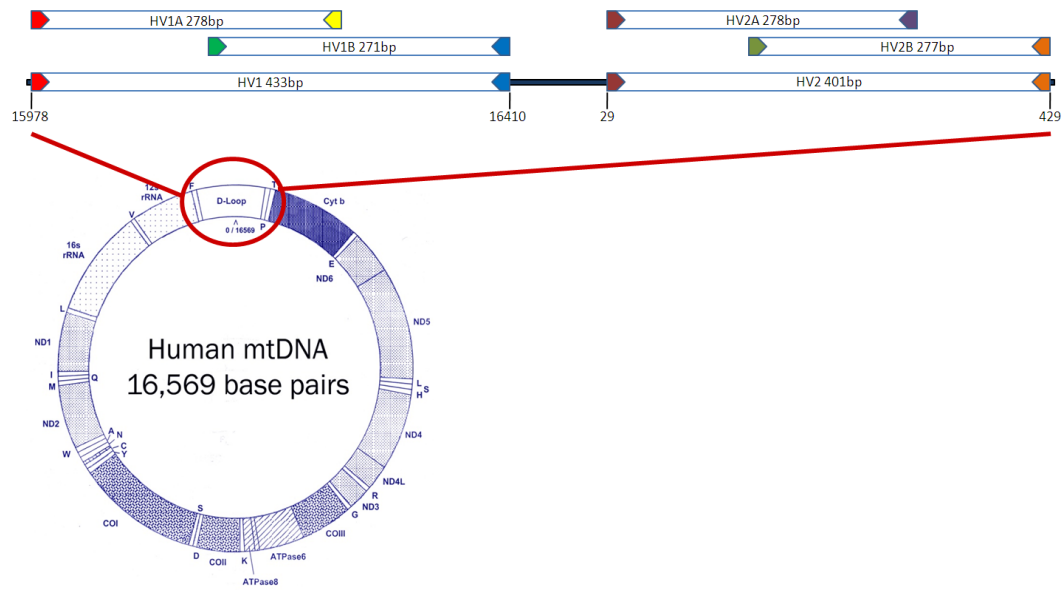 HV1A 278bp
HV2A 278bp
HV1B 271bp
HV2B 277bp
HV1 433bp
HV2 401bp
15978
16410
29
429
12s
rRNA
F
D-Loop
T
Cyt b
V
0 / 16569
P
16s
rRNA
E
ND6
L
ND5
ND1
Human mtDNA
16,569 base pairs
I
Q
M
L
S
H
ND2
A
N
W
C
Y
ND4
ND4L
R
ND3
G
COI
S
COIII
D
COII
K
ATPase6
ATPase8